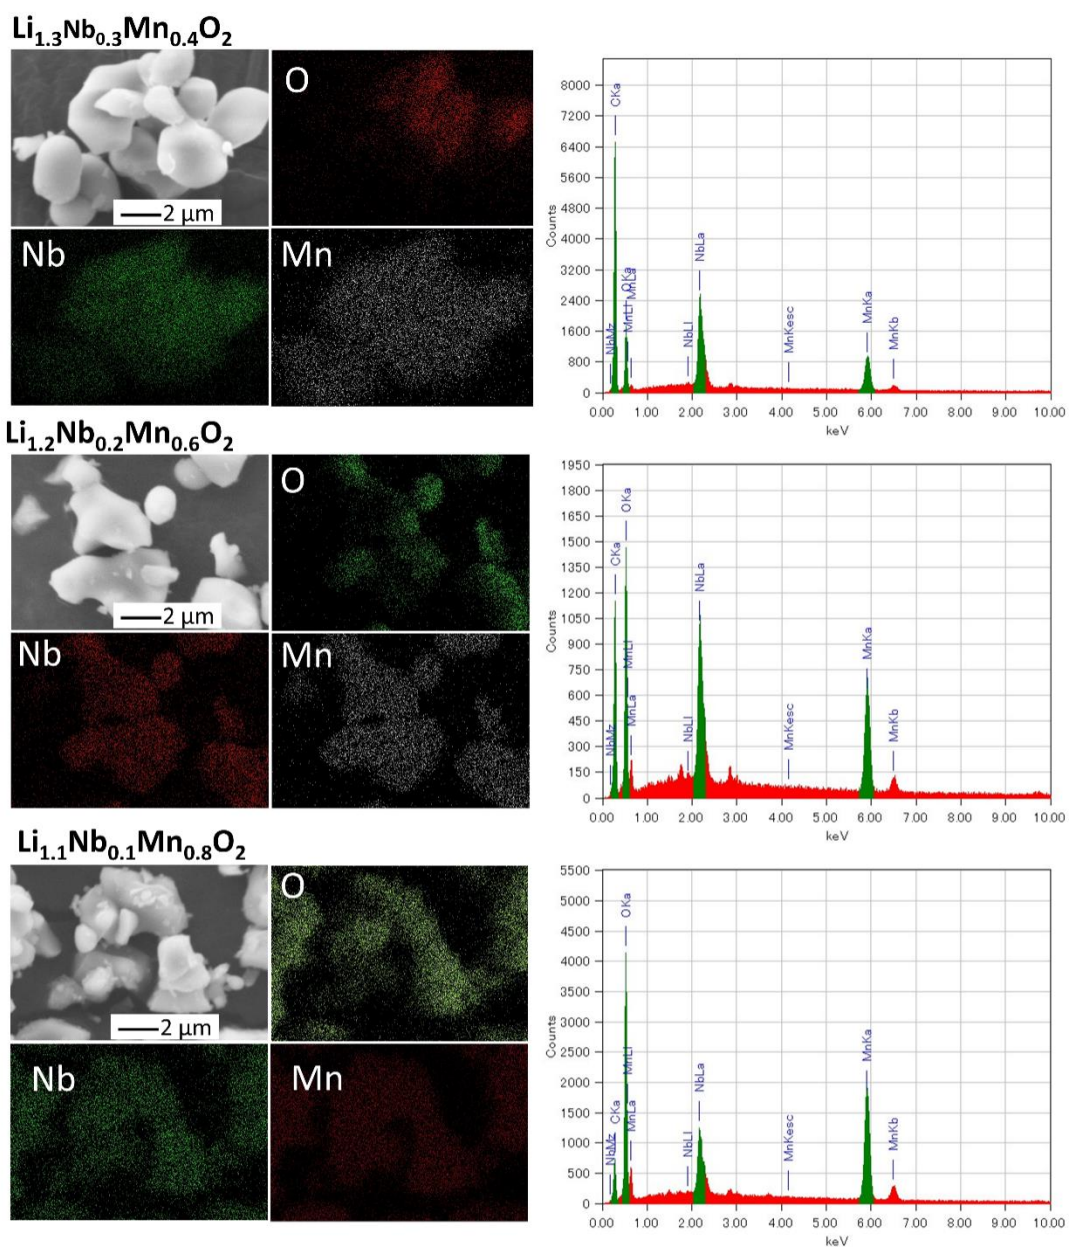 Li1.3Nb0.3Mn0.4O2
O
2 μm
Nb
Mn
8000
7200
6400
5600
4800
4000
3200
2400
1600
800
0
Counts
NbMz
CKa
OKa
MnLl
MnLa
NbLl
NbLa
MnKesc
MnKa
MnKb
0.00 1.00 2.00 3.00 4.00 5.00 6.00 7.00 8.00 9.00 10.00
keV
Li1.2Nb0.2Mn0.6O2
O
2 μm
Nb
Mn
1950
1800
1650
1500
1350
1200
1050
900
750
600
450
300
150
0
Counts
NbMz
CKa
OKa
MnLl
MnLa
NbLl
NbLa
MnKesc
MnKa
MnKb
0.00 1.00 2.00 3.00 4.00 5.00 6.00 7.00 8.00 9.00 10.00
keV
Li1.1Nb0.1Mn0.8O2
O
2 μm
Nb
Mn
5500
5000
4500
4000
3500
3000
2500
2000
1500
1000
500
0
Counts
NbMz
CKa
OKa
MnLl
MnLa
NbLl
NbLa
MnKesc
MnKa
MnKb
0.00 1.00 2.00 3.00 4.00 5.00 6.00 7.00 8.00 9.00 10.00
keV